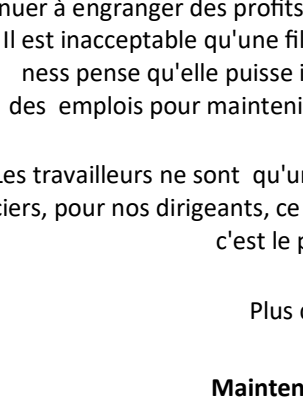 nuer à engranger des profits
Il est inacceptable qu'une fil
ness pense qu'elle puisse i
des emplois pour mainteni
Les travailleurs ne sont qu'un
ciers, pour nos dirigeants, ce
c'est le p
Plus d
Mainten